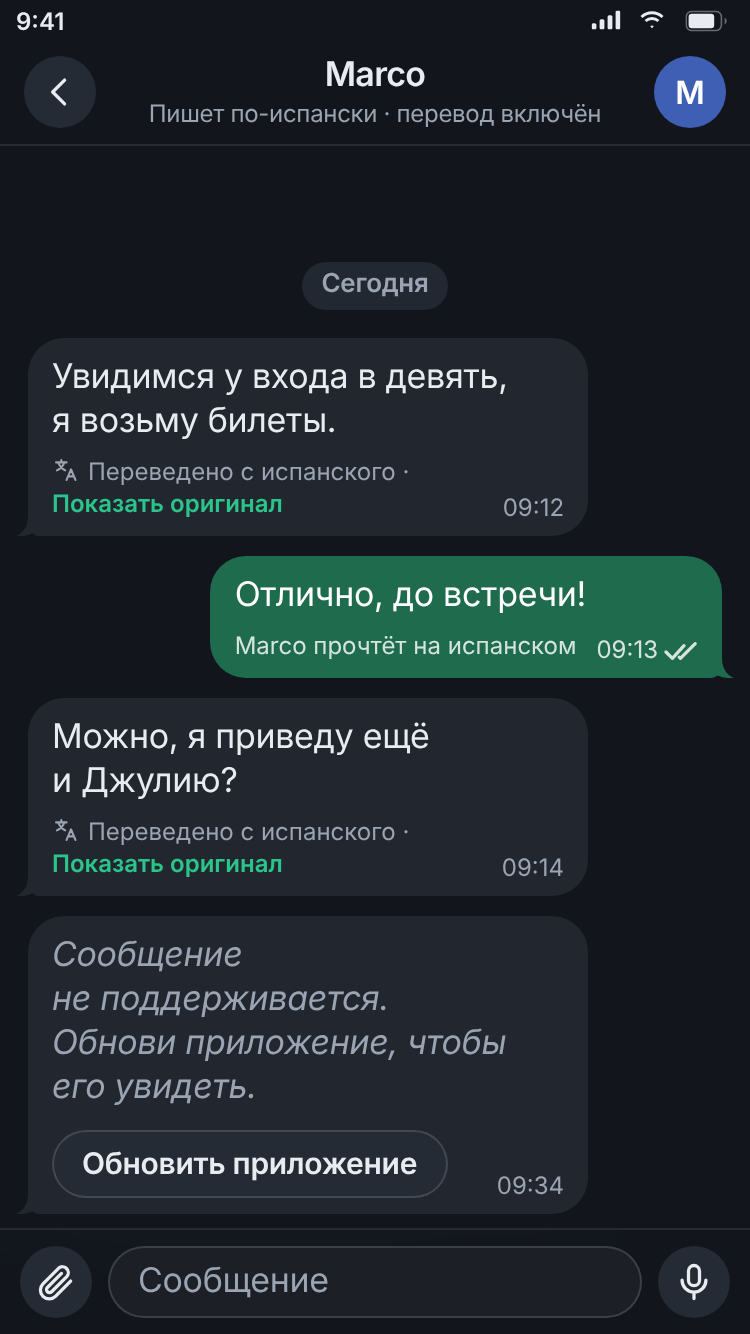 9:41
Marco
Пишет по-испански · перевод включён
M
Сегодня
Увидимся у входа в девять,
я возьму билеты.
Переведено с испанского ·
Показать оригинал
09:12
Отлично, до встречи!
Marco прочтёт на испанском 09:13
Можно, я приведу ещё
и Джулию?
Переведено с испанского ·
Показать оригинал
09:14
Сообщение
не поддерживается.
Обнови приложение, чтобы
его увидеть.
Обновить приложение
09:34
Сообщение